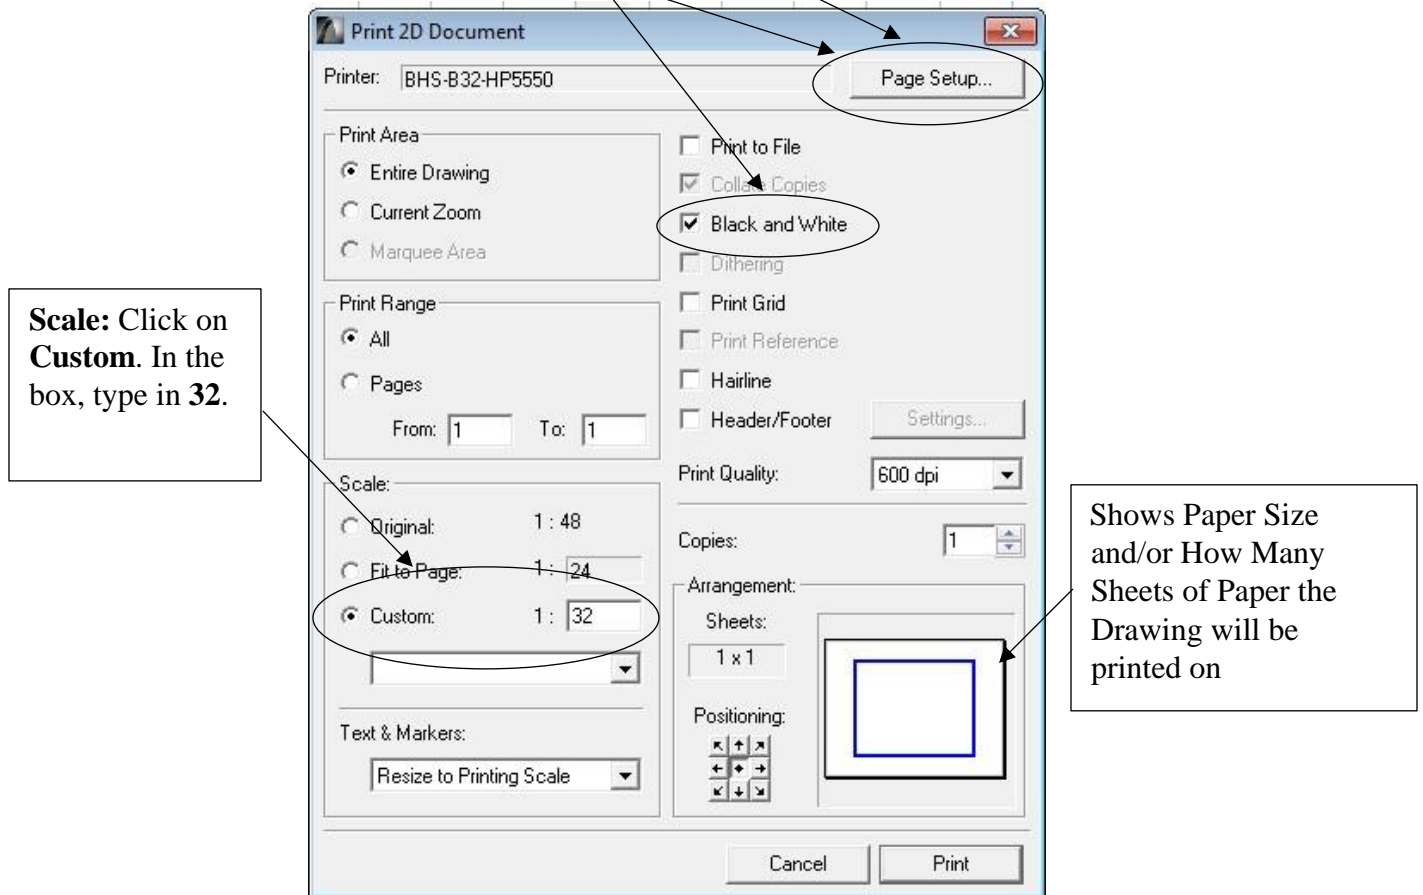 Print 2D Document
Printer: BHS-B32-HP5550
Page Setup...
Print Area
Entire Drawing
Current Zoom
Marquee Area
Print Range
All
Pages
From: 1 To: 1
Scale:
Original: 1 : 48
Fit to Page: 1 : 24
Custom: 1 : 32
Text & Markers:
Resize to Printing Scale
Print to File
Collate Copies
Black and White
Dithering
Print Grid
Print Reference
Hairline
Header/Footer Settings...
Print Quality: 600 dpi
Copies: 1
Arrangement:
Sheets:
1 x 1
Positioning:
Cancel Print
Scale: Click on
Custom. In the
box, type in 32.
Shows Paper Size
and/or How Many
Sheets of Paper the
Drawing will be
printed on